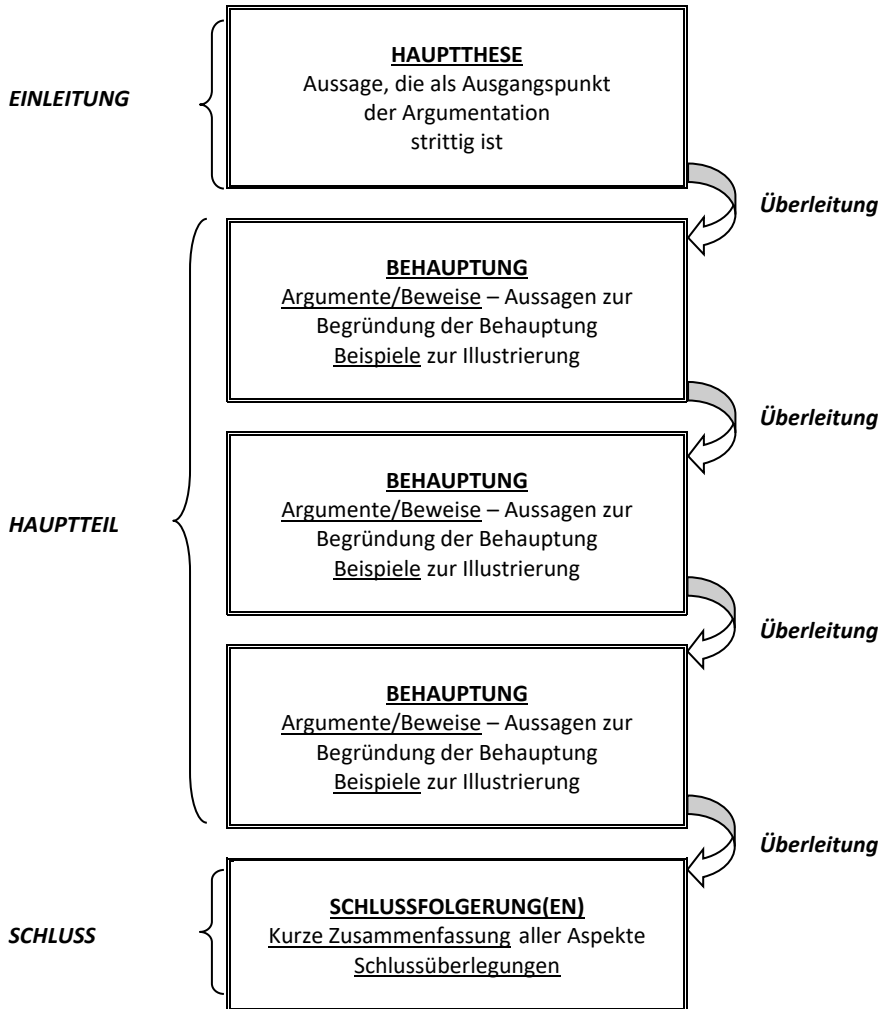 HAUPTTHESE
Aussage, die als Ausgangspunkt
der Argumentation
strittig ist
EINLEITUNG
Überleitung
BEHAUPTUNG
Argumente/Beweise – Aussagen zur
Begründung der Behauptung
Beispiele zur Illustrierung
Überleitung
BEHAUPTUNG
Argumente/Beweise – Aussagen zur
Begründung der Behauptung
Beispiele zur Illustrierung
HAUPTTEIL
Überleitung
BEHAUPTUNG
Argumente/Beweise – Aussagen zur
Begründung der Behauptung
Beispiele zur Illustrierung
Überleitung
SCHLUSSFOLGERUNG(EN)
Kurze Zusammenfassung aller Aspekte
Schlussüberlegungen
SCHLUSS